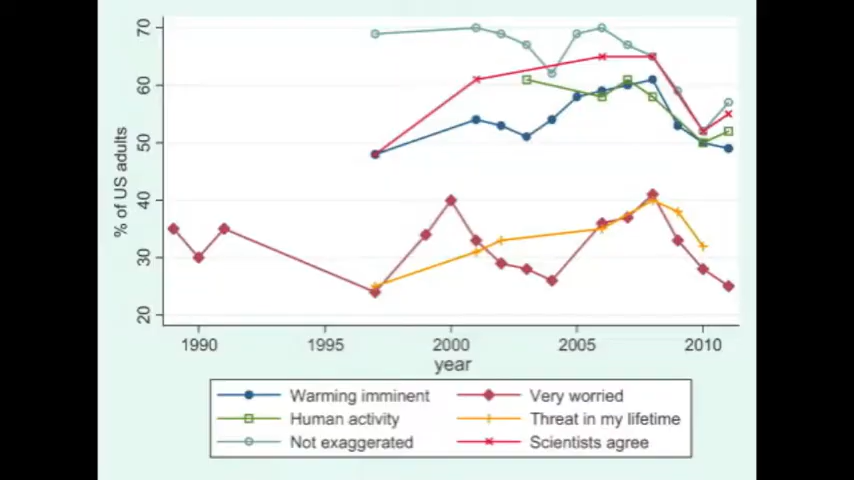 70
60
50
40
30
20
% of US adults
1990 1995 2000 2005 2010
year
Warming imminent Very worried
Human activity Threat in my lifetime
Not exaggerated Scientists agree